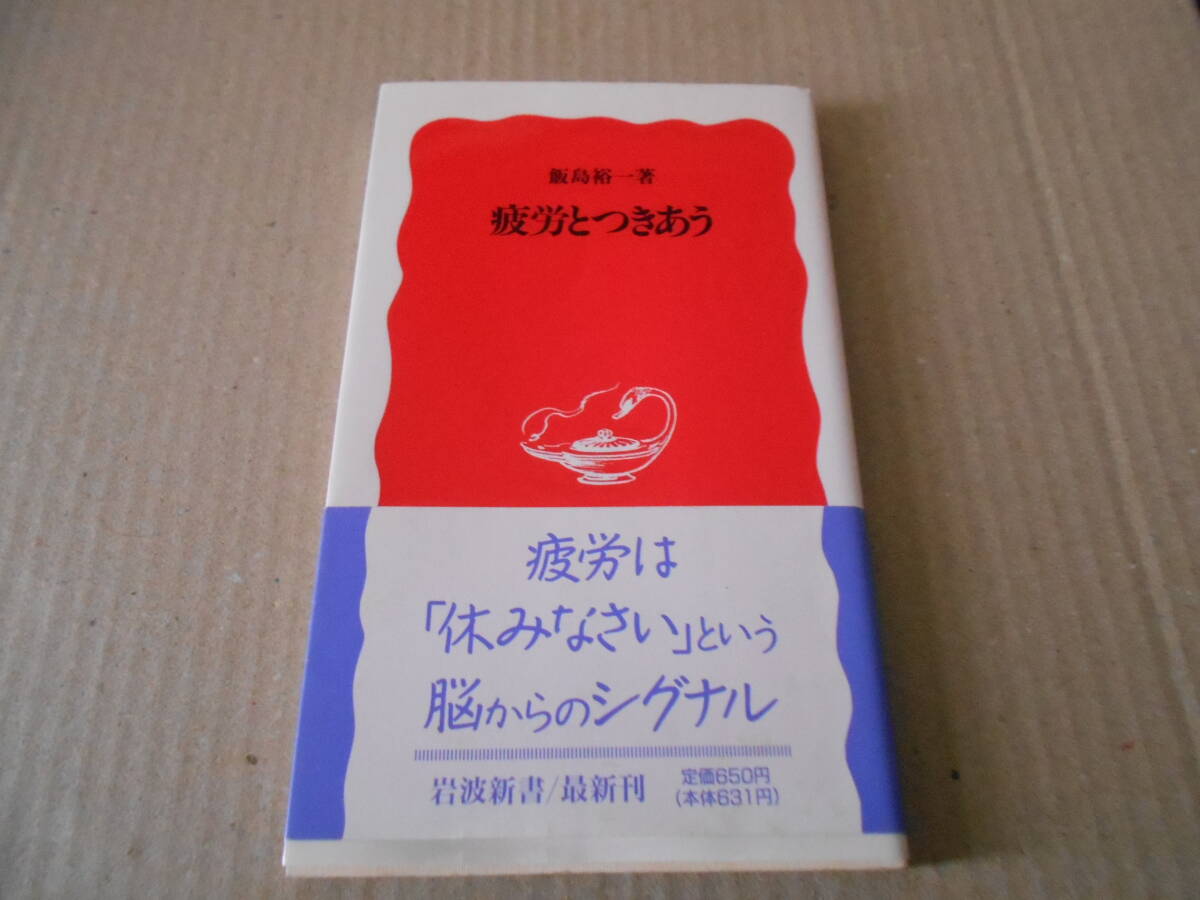 飯島裕一著
疲労とつきあう
疲労は
「休みなさい」という
脳からのシグナル
岩波新書/最新刊
定価650円
(本体631円)